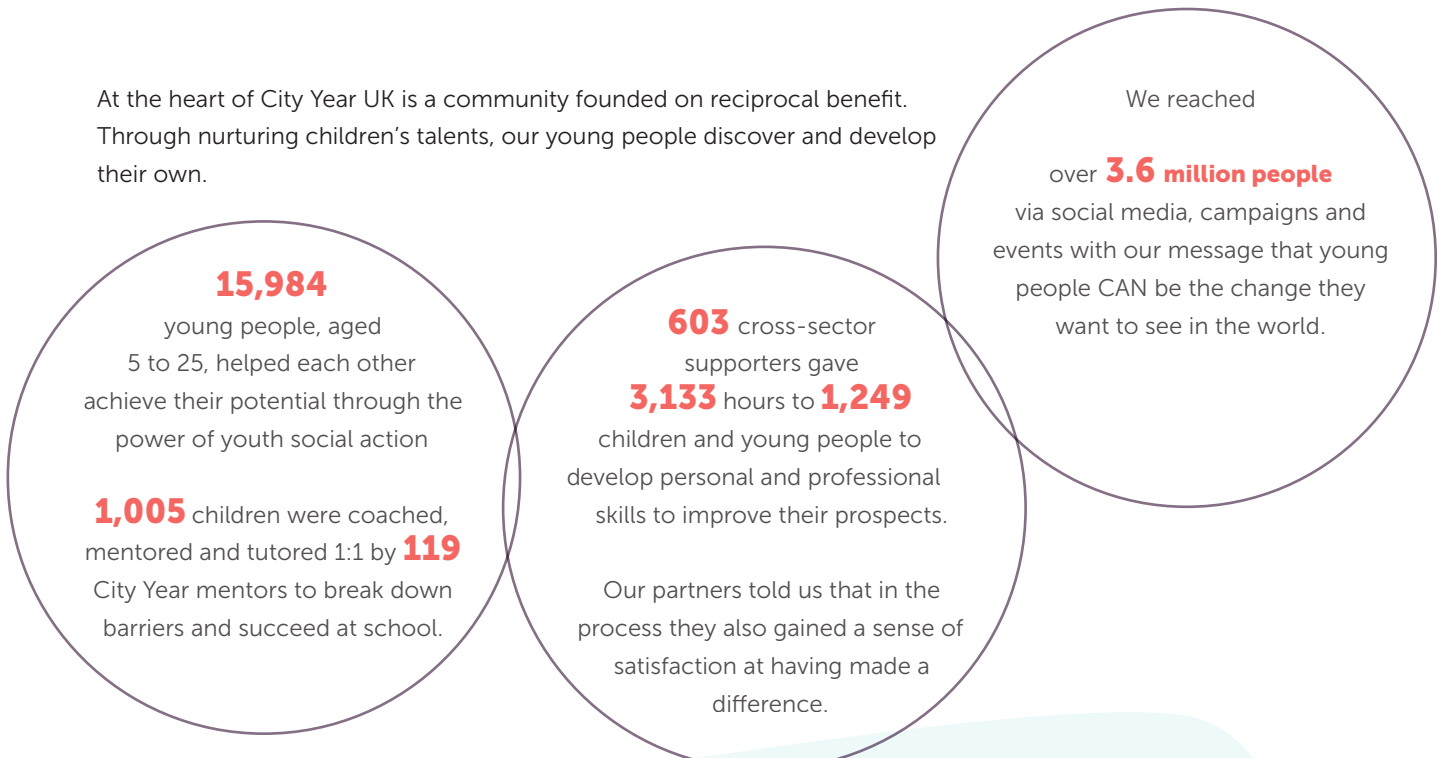 At the heart of City Year UK is a community founded on reciprocal benefit.
Through nurturing children’s talents, our young people discover and develop
their own.
15,984
young people, aged
5 to 25, helped each other
achieve their potential through the
power of youth social action
1,005 children were coached,
mentored and tutored 1:1 by 119
City Year mentors to break down
barriers and succeed at school.
603 cross-sector
supporters gave
3,133 hours to 1,249
children and young people to
develop personal and professional
skills to improve their prospects.
Our partners told us that in the
process they also gained a sense of
satisfaction at having made a
difference.
We reached
over 3.6 million people
via social media, campaigns and
events with our message that young
people CAN be the change they
want to see in the world.